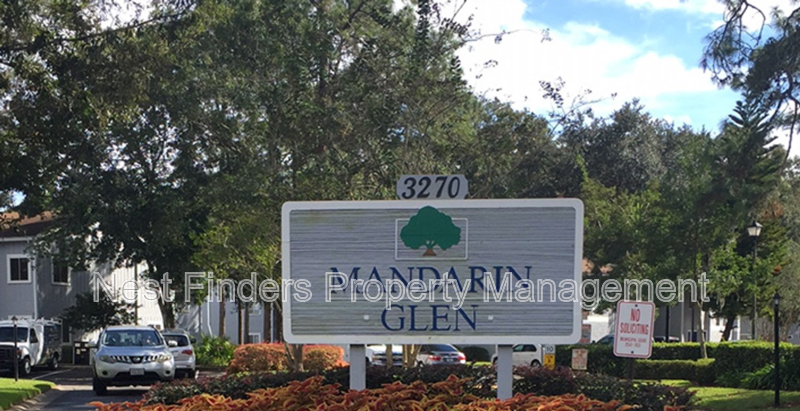 3270
MANDARIN
Nest Finders Property Management
GLEN
NO
SOLICITING